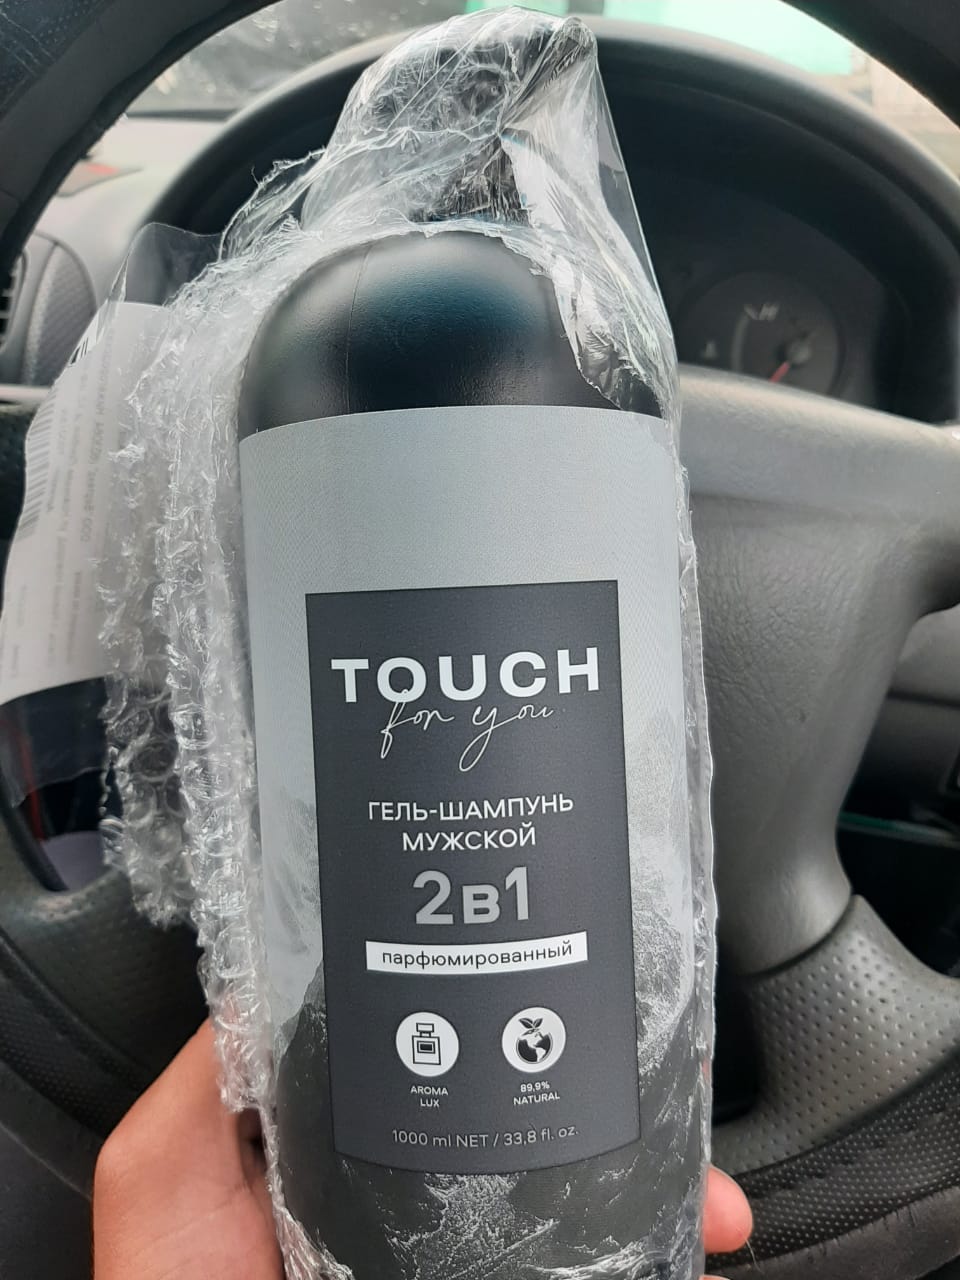 TOUCH
for you
ГЕЛЬ-ШАМПУНЬ
МУЖСКОЙ
2в1
парфюмированный
AROMA
LUX
89,9%
NATURAL
1000 ml NET / 33,8 fl. oz.